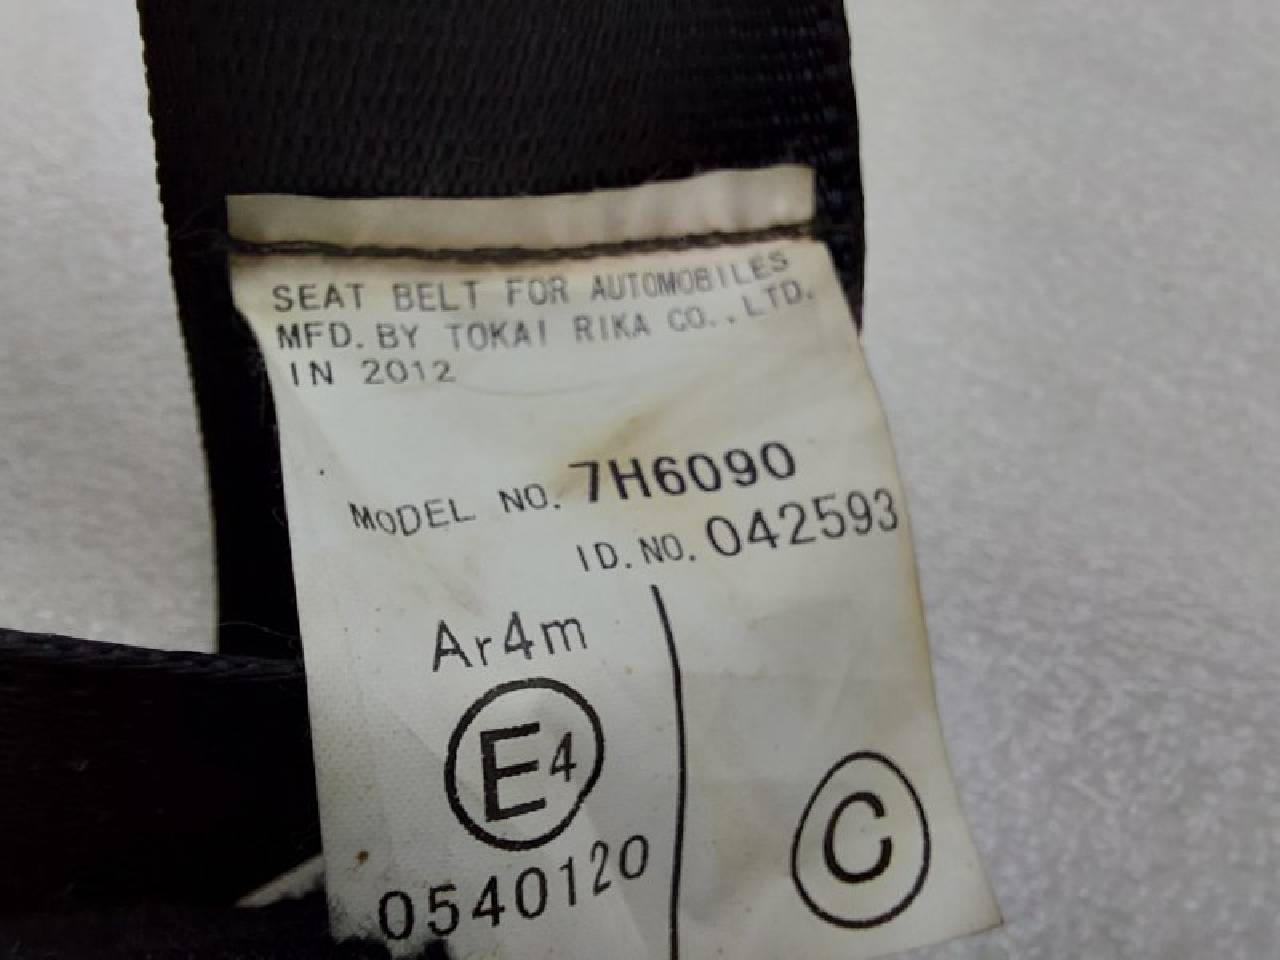 SEAT BELT FOR AUTOMOBILES
MFD. BY TOKAI RIKA CO., LTD.
IN 2012
MODEL NO. 7H6090
ID. NO. 042593
Ar4m
E4
0540120
C